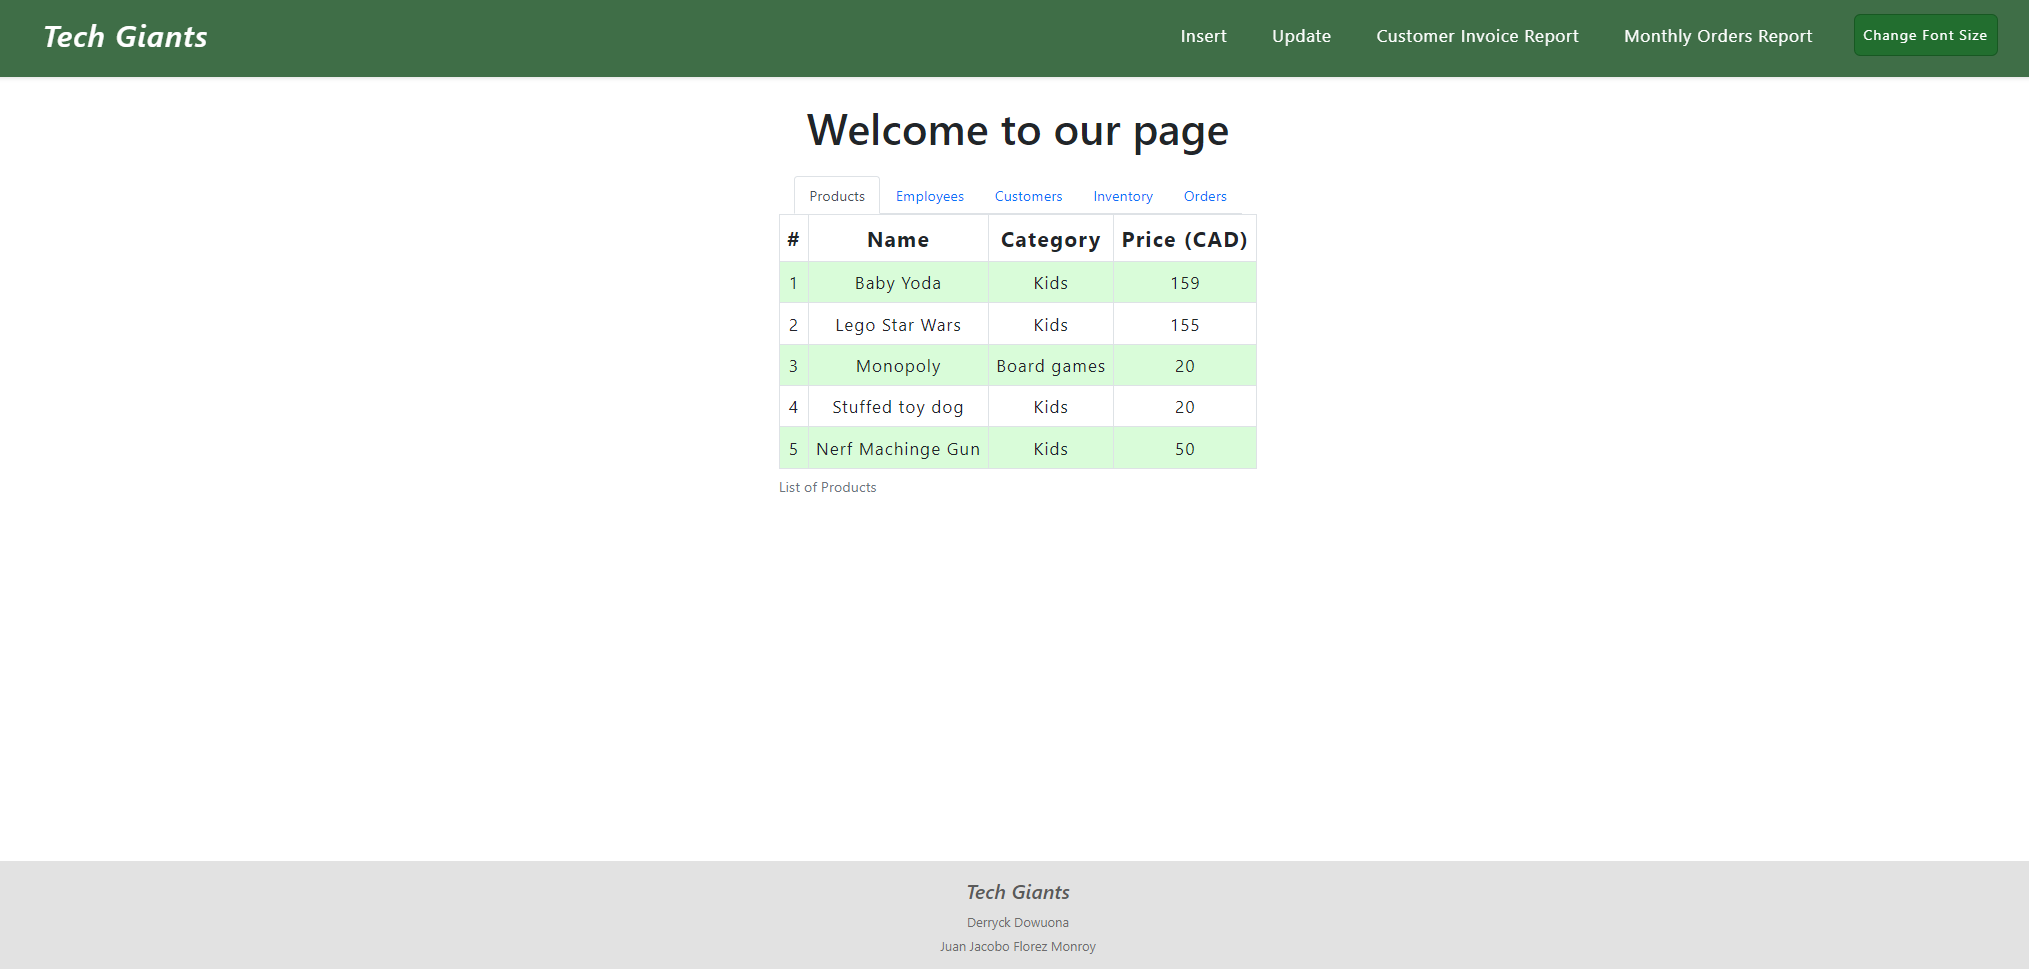 Tech Giants Insert Update Customer Invoice Report Monthly Orders Report Change Font Size
Welcome to our page
Products Employees Customers Inventory Orders
# Name Category Price (CAD)
1 Baby Yoda Kids 159
2 Lego Star Wars Kids 155
3 Monopoly Board games 20
4 Stuffed toy dog Kids 20
5 Nerf Machinge Gun Kids 50
List of Products
Tech Giants
Derryck Dowuona
Juan Jacobo Florez Monroy